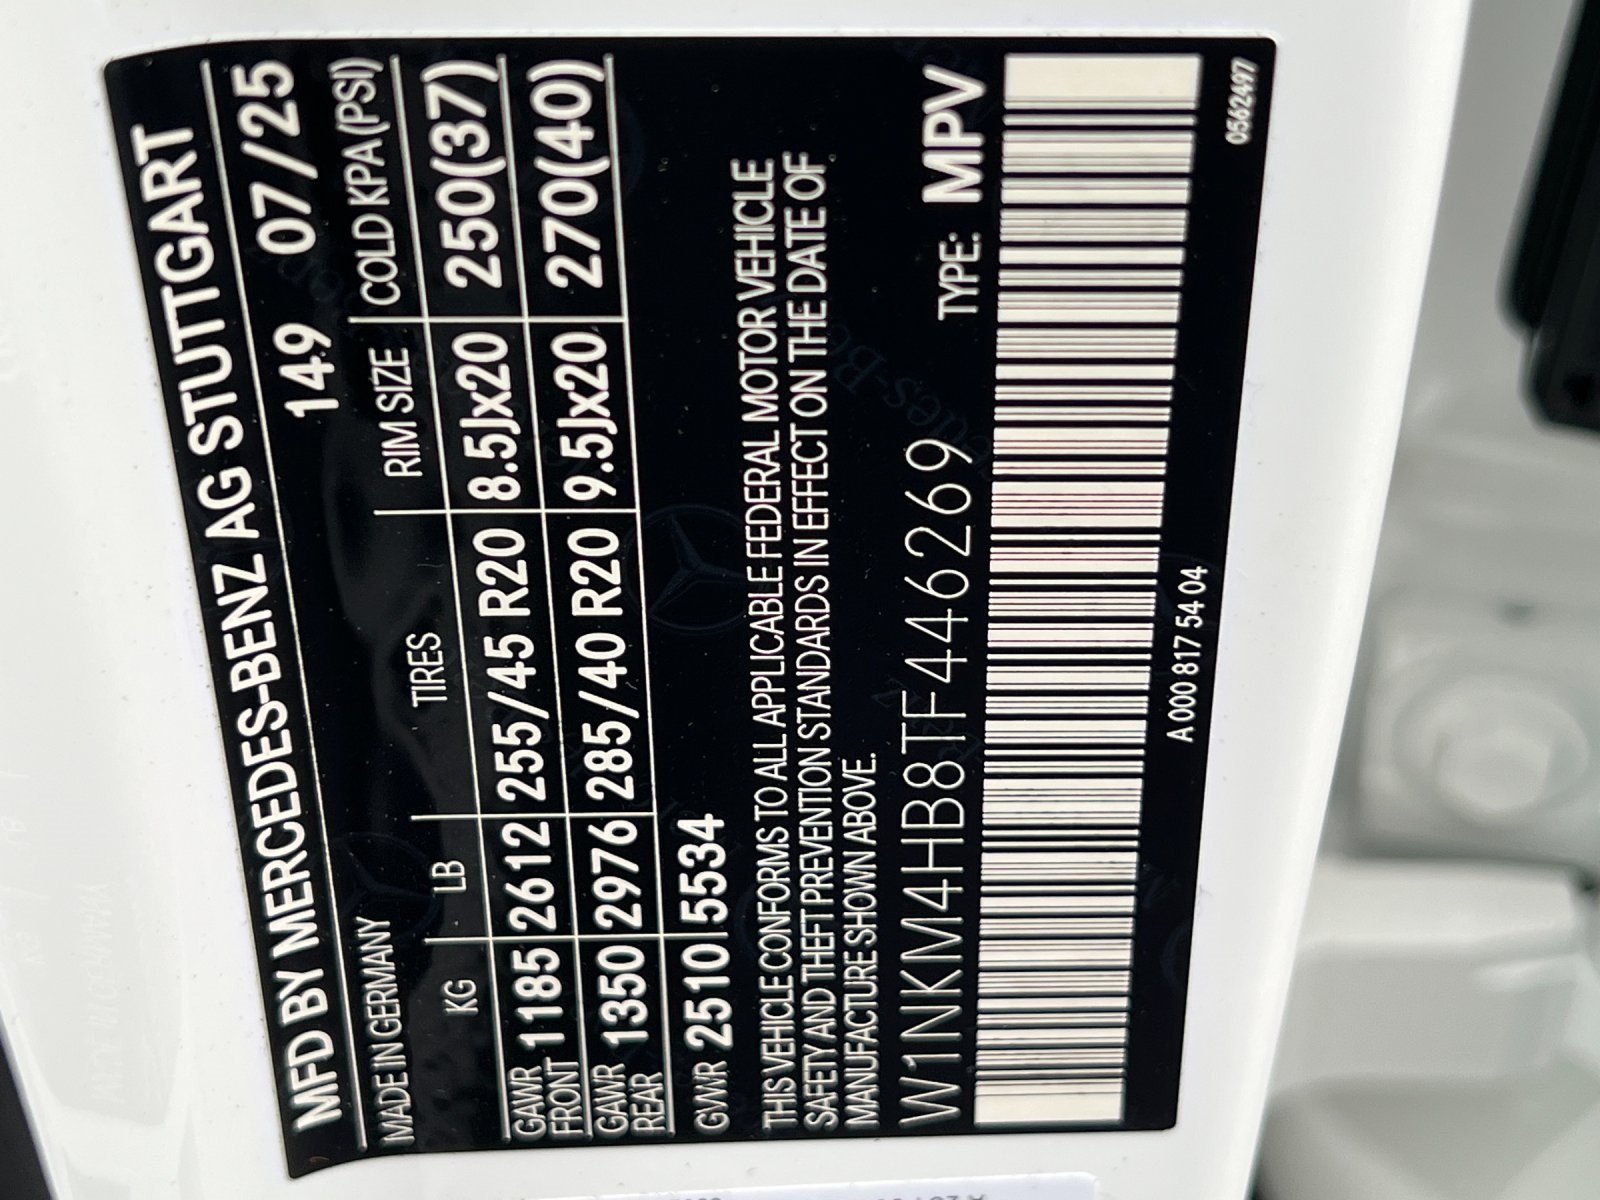 MFD BY MERCEDES-BENZ AG STUTTGART
MADE IN GERMANY 149 07/25
KG LB TIRES RIM SIZE COLD KPA (PSI)
GAWR FRONT 1185 2612 255/45 R20 8.5Jx20 250(37)
GAWR REAR 1350 2976 285/40 R20 9.5Jx20 270(40)
GVWR 2510 5534
THIS VEHICLE CONFORMS TO ALL APPLICABLE FEDERAL MOTOR VEHICLE
SAFETY AND THEFT PREVENTION STANDARDS IN EFFECT ON THE DATE OF
MANUFACTURE SHOWN ABOVE.
W1NKM4HB8TF446269 TYPE: MPV
A 000 817 54 04 0562497